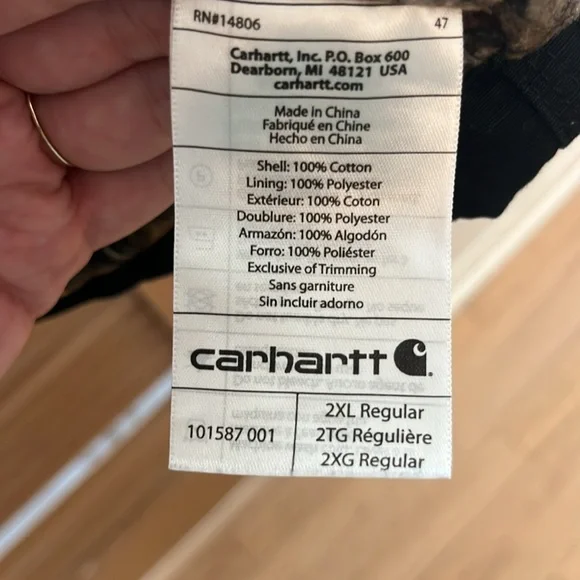 RN#14806 47
Carhartt, Inc. P.O. Box 600
Dearborn, MI 48121 USA
carhartt.com
Made in China
Fabriqué en Chine
Hecho en China
Shell: 100% Cotton
Lining: 100% Polyester
Extérieur: 100% Coton
Doublure: 100% Polyester
Armazón: 100% Algodón
Forro: 100% Poliéster
Exclusive of Trimming
Sans garniture
Sin incluir adorno
carhartt
101587 001
2XL Regular
2TG Régulière
2XG Regular